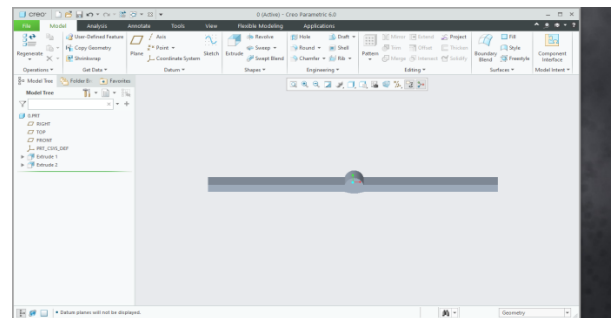 creo
0 (Active) - Creo Parametric 6.0
File Model Analysis Annotate Tools View Flexible Modeling Applications
Regenerate
User-Defined Feature
Copy Geometry
Shrinkwrap
Plane
Axis
Point
Coordinate System
Sketch
Extrude
Revolve
Sweep
Swept Blend
Hole
Round
Chamfer
Draft
Shell
Rib
Pattern
Mirror Extend Project
Trim Offset Thicken
Merge Intersect Solidify
Boundary Blend
Fill
Style
Freestyle
Component Interface
Operations Get Data Datum Shapes Engineering Editing Surfaces Model Intent
Model Tree Folder Br Favorites
Model Tree
0.PRT
RIGHT
TOP
FRONT
PRT_CSYS_DEF
Extrude 1
Extrude 2
Datum planes will not be displayed.
Geometry